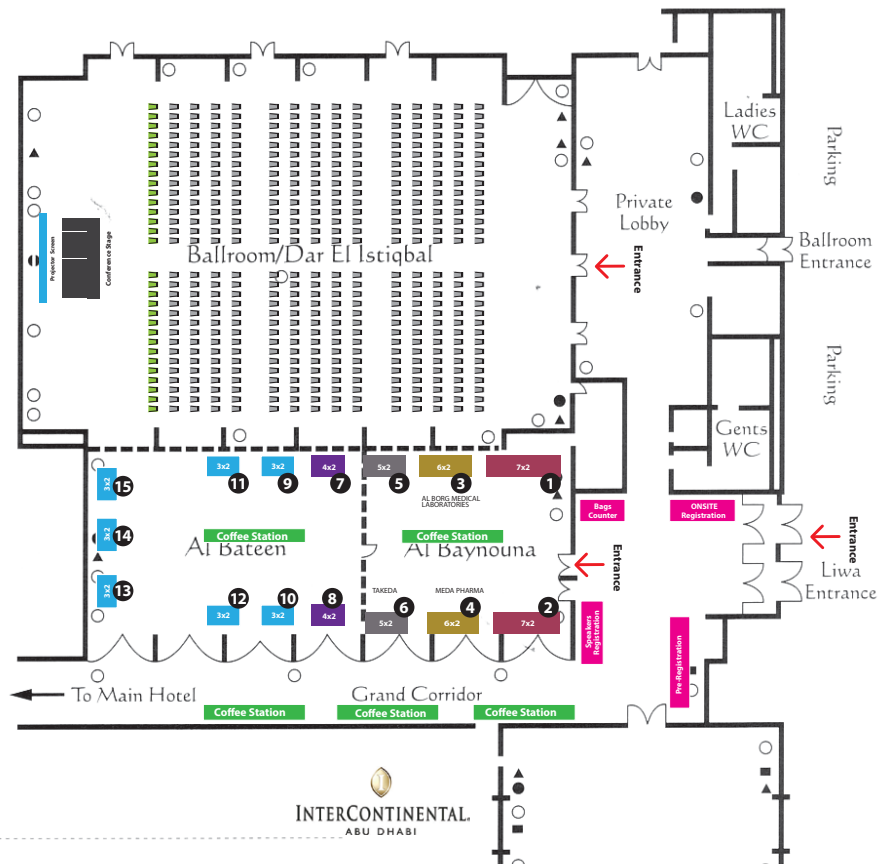 Ladies
WC
Parking
Private
Lobby
Ballroom
Entrance
Entrance
Ballroom/Dar El Istiqbal
Projector Screen
Conference Stage
Parking
Gents
WC
3x2 15
3x2 11
3x2 9
4x2 7
5x2 5
6x2 3
7x2 1
AL BORG MEDICAL
LABORATORIES
Bags
Counter
ONSITE
Registration
3x2 14
Coffee Station
Al Bateen
Coffee Station
Al Baynouna
Entrance
Entrance
Liwa
Entrance
3x2 13
3x2 12
3x2 10
4x2 8
TAKEDA
5x2 6
MEDA PHARMA
6x2 4
7x2 2
Speakers
Registration
Pre-Registration
To Main Hotel
Grand Corridor
Coffee Station
Coffee Station
Coffee Station
INTERCONTINENTAL.
ABU DHABI